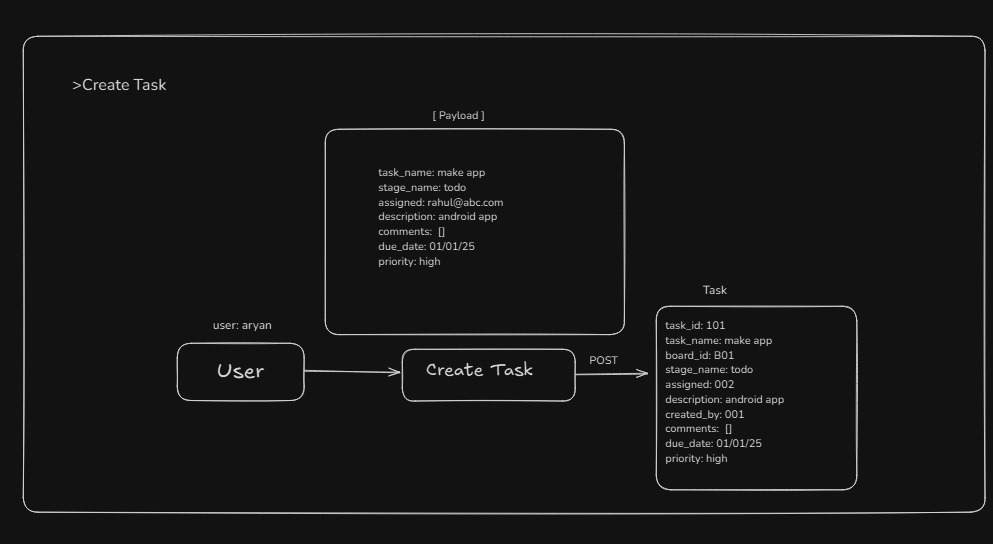 >Create Task
[ Payload ]
task_name: make app
stage_name: todo
assigned: rahul@abc.com
description: android app
comments:  []
due_date: 01/01/25
priority: high
user: aryan
User
Create Task
POST
Task
task_id: 101
task_name: make app
board_id: B01
stage_name: todo
assigned: 002
description: android app
created_by: 001
comments:  []
due_date: 01/01/25
priority: high